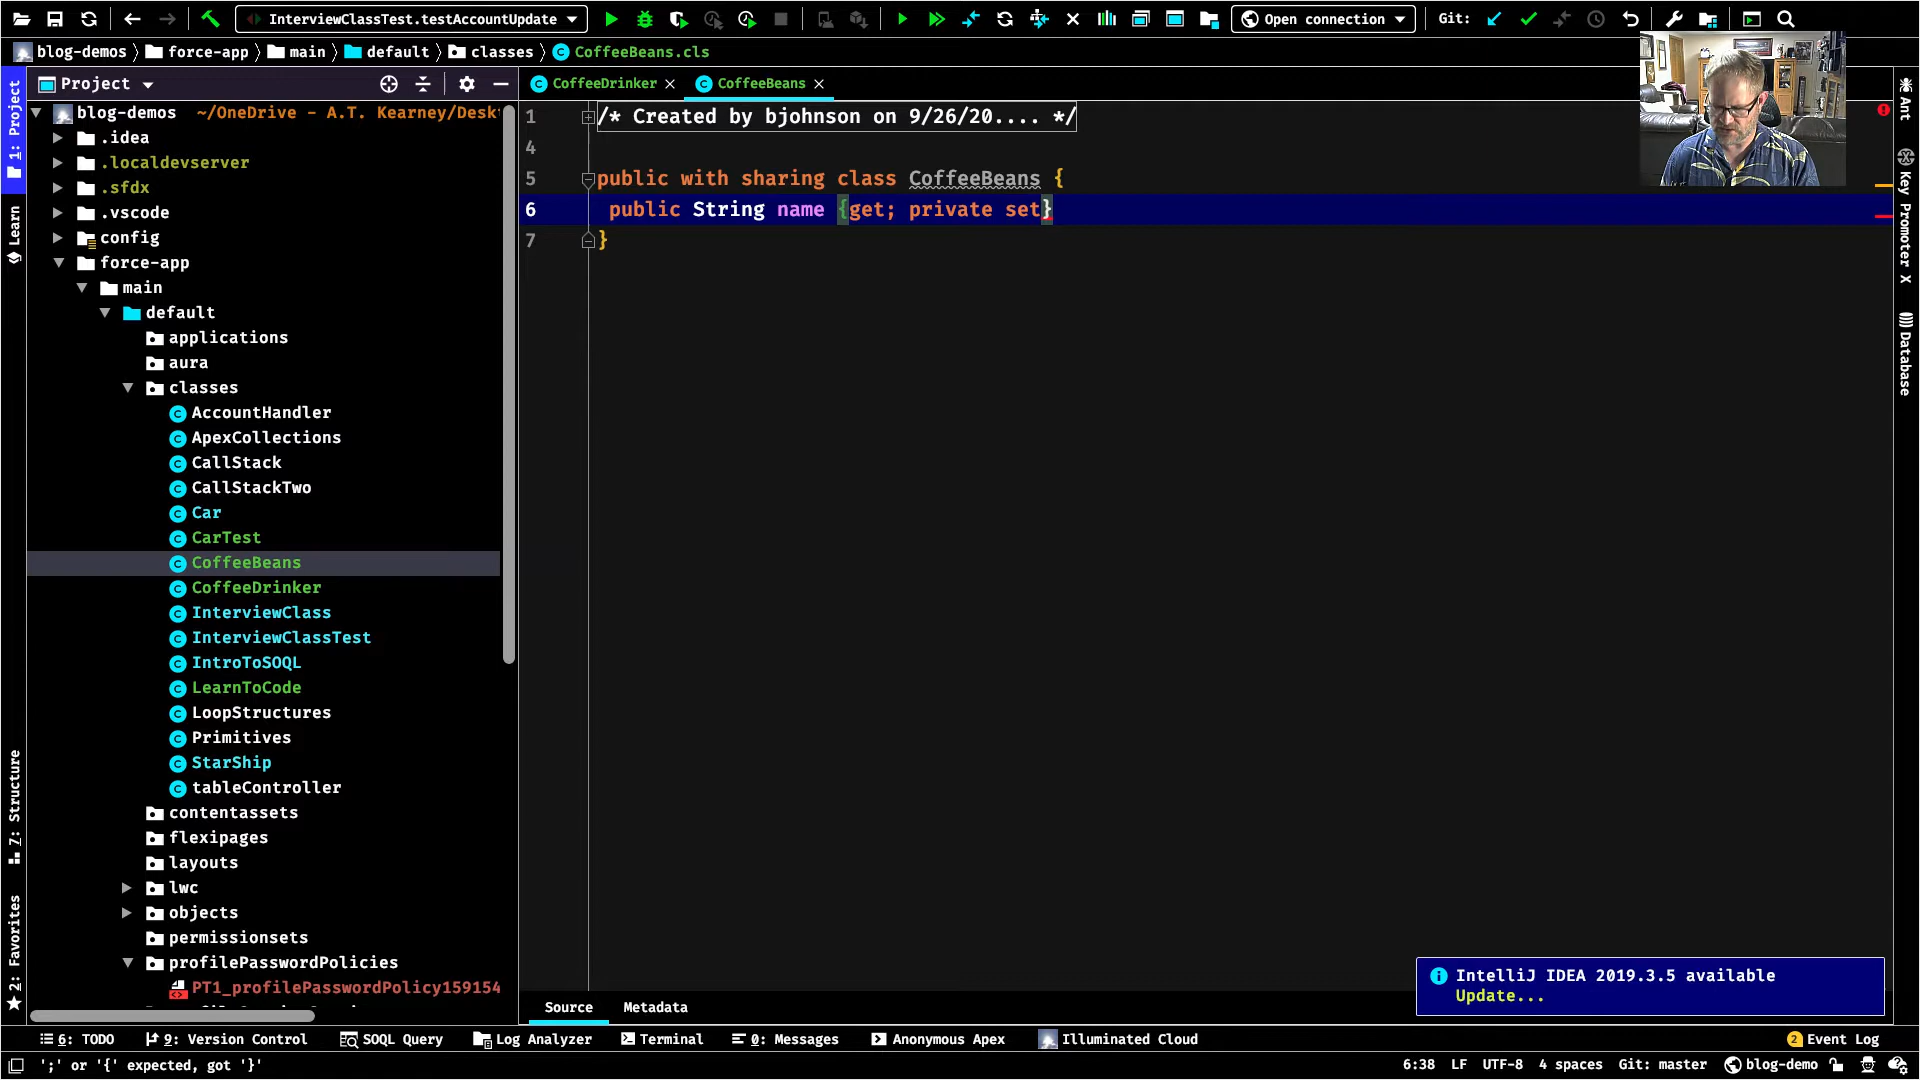 InterviewClassTest.testAccountUpdate
Open connection
Git:
blog-demos
force-app
main
default
classes
CoffeeBeans.cls
Project
CoffeeDrinker
CoffeeBeans
1: Project
Learn
7: Structure
2: Favorites
blog-demos ~/OneDrive - A.T. Kearney/Desk
.idea
.localdevserver
.sfdx
.vscode
config
force-app
main
default
applications
aura
classes
AccountHandler
ApexCollections
CallStack
CallStackTwo
Car
CarTest
CoffeeBeans
CoffeeDrinker
InterviewClass
InterviewClassTest
IntroToSOQL
LearnToCode
LoopStructures
Primitives
StarShip
tableController
contentassets
flexipages
layouts
lwc
objects
permissionsets
profilePasswordPolicies
PT1_profilePasswordPolicy159154
1 /* Created by bjohnson on 9/26/20.... */
4
5 public with sharing class CoffeeBeans {
6 public String name {get; private set}
7 }
Ant
Key Promoter X
Database
IntelliJ IDEA 2019.3.5 available
Update...
Source
Metadata
6: TODO
9: Version Control
SOQL Query
Log Analyzer
Terminal
0: Messages
Anonymous Apex
Illuminated Cloud
2 Event Log
';' or '{' expected, got '}'
6:38
LF
UTF-8
4 spaces
Git: master
blog-demo